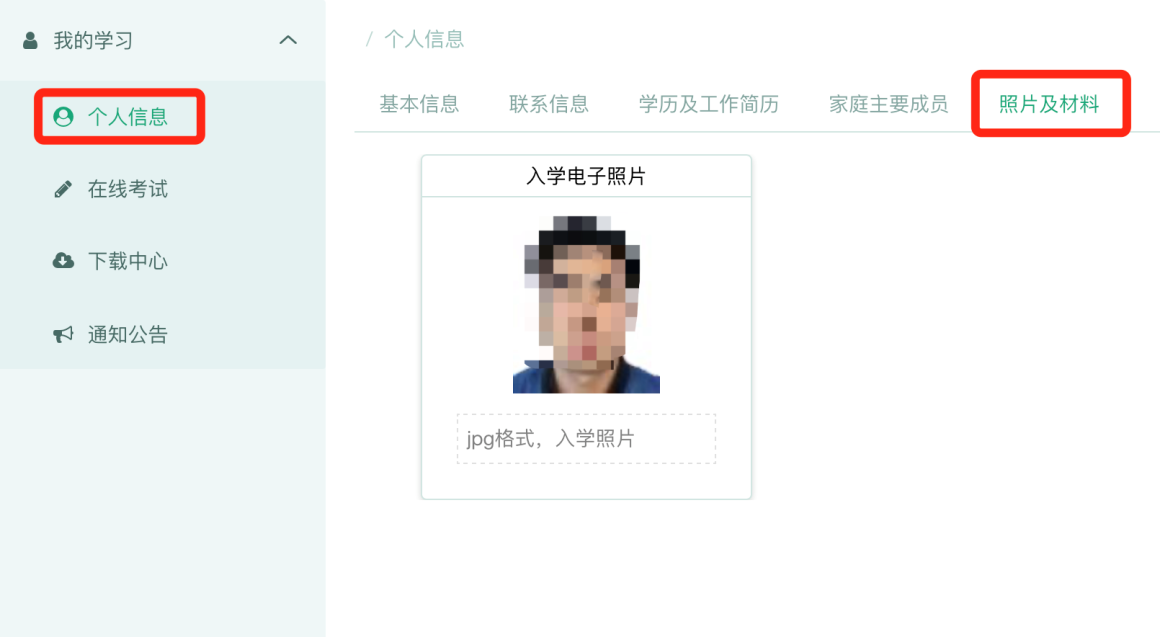 我的学习
个人信息
在线考试
下载中心
通知公告
/ 个人信息
基本信息 联系信息 学历及工作简历 家庭主要成员 照片及材料
入学电子照片
jpg格式，入学照片